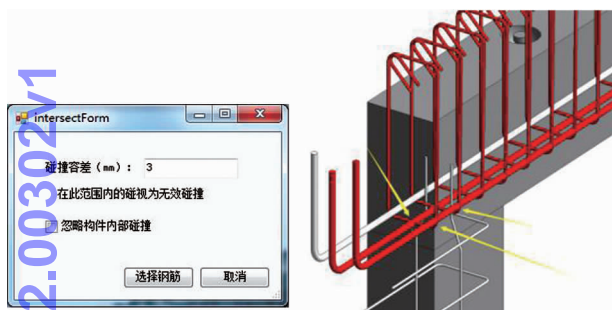 intersectForm
碰撞容差(mm): 3
在此范围内的碰视为无效碰撞
忽略构件内部碰撞
选择钢筋 取消
2.00302v1